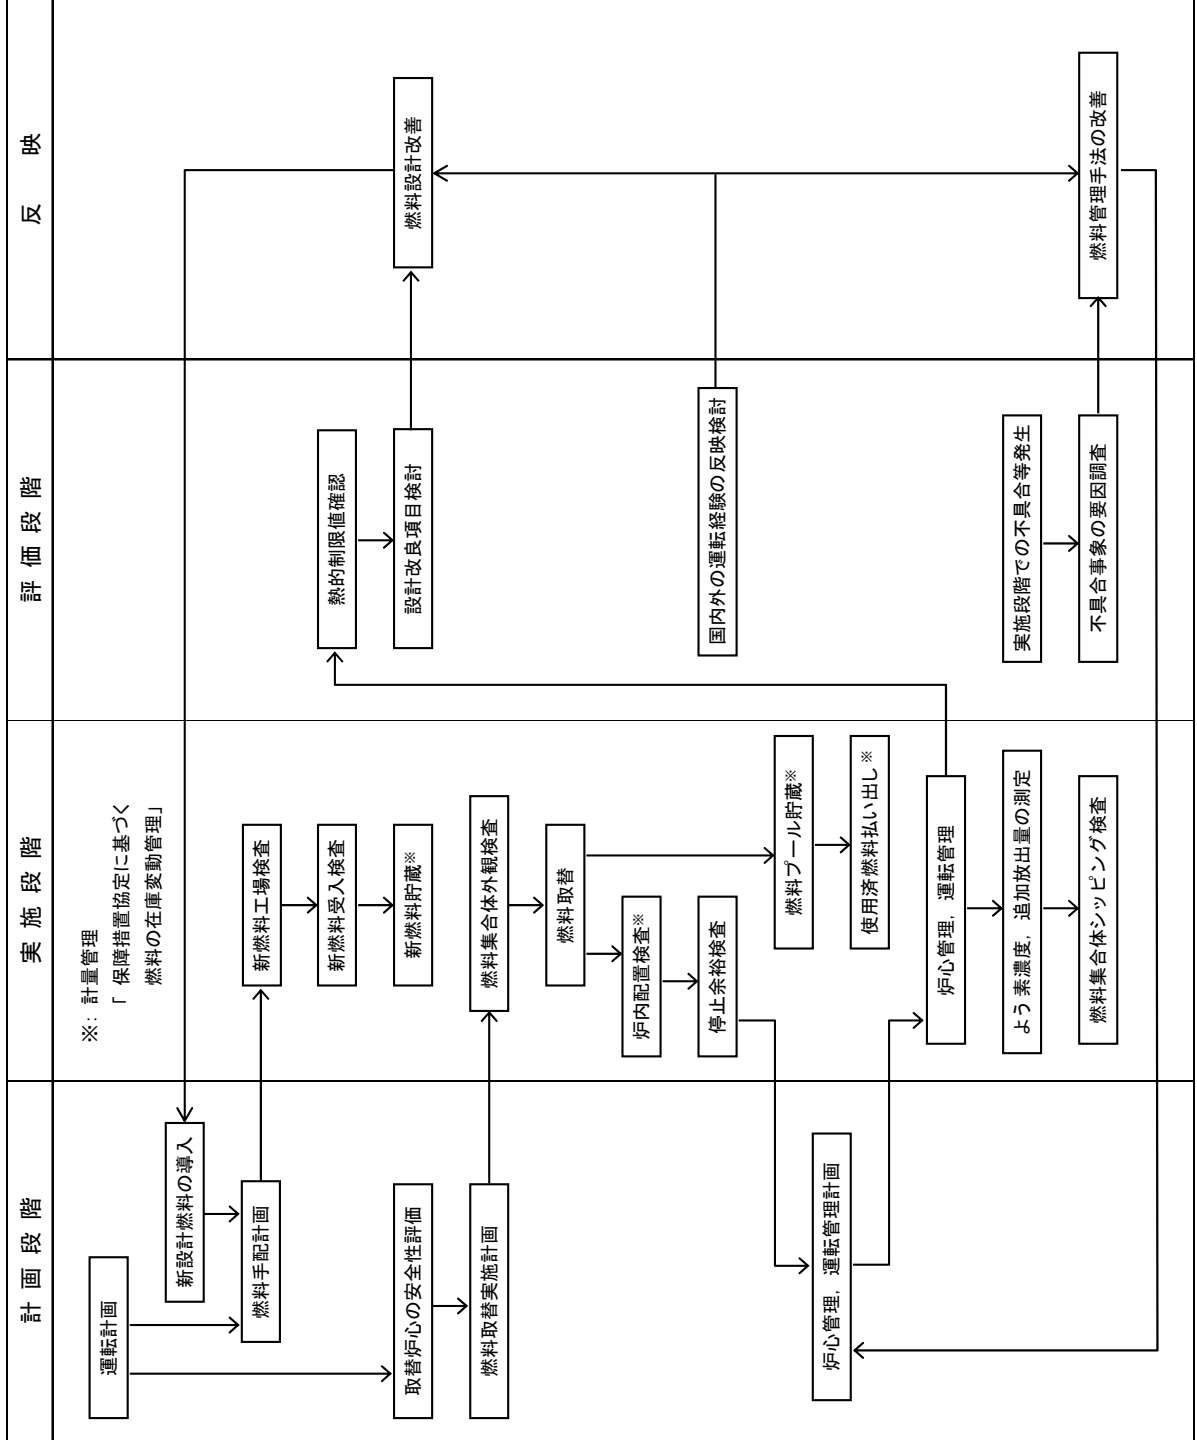 計画段階
実施段階
評価段階
反映
※：計量管理
「保障措置協定に基づく
燃料の在庫変動管理」
運転計画
新設計燃料の導入
燃料手配計画
取替炉心の安全性評価
燃料取替実施計画
炉心管理，運転管理計画
新燃料工場検査
新燃料受入検査
新燃料貯蔵※
燃料集合体外観検査
燃料取替
炉内配置検査※
停止余裕検査
燃料プール貯蔵※
使用済燃料払い出し※
炉心管理，運転管理
よう素濃度，追加放出量の測定
燃料集合体シッピング検査
熱的制限値確認
設計改良項目検討
国内外の運転経験の反映検討
実施段階での不具合等発生
不具合事象の要因調査
燃料設計改善
燃料管理手法の改善